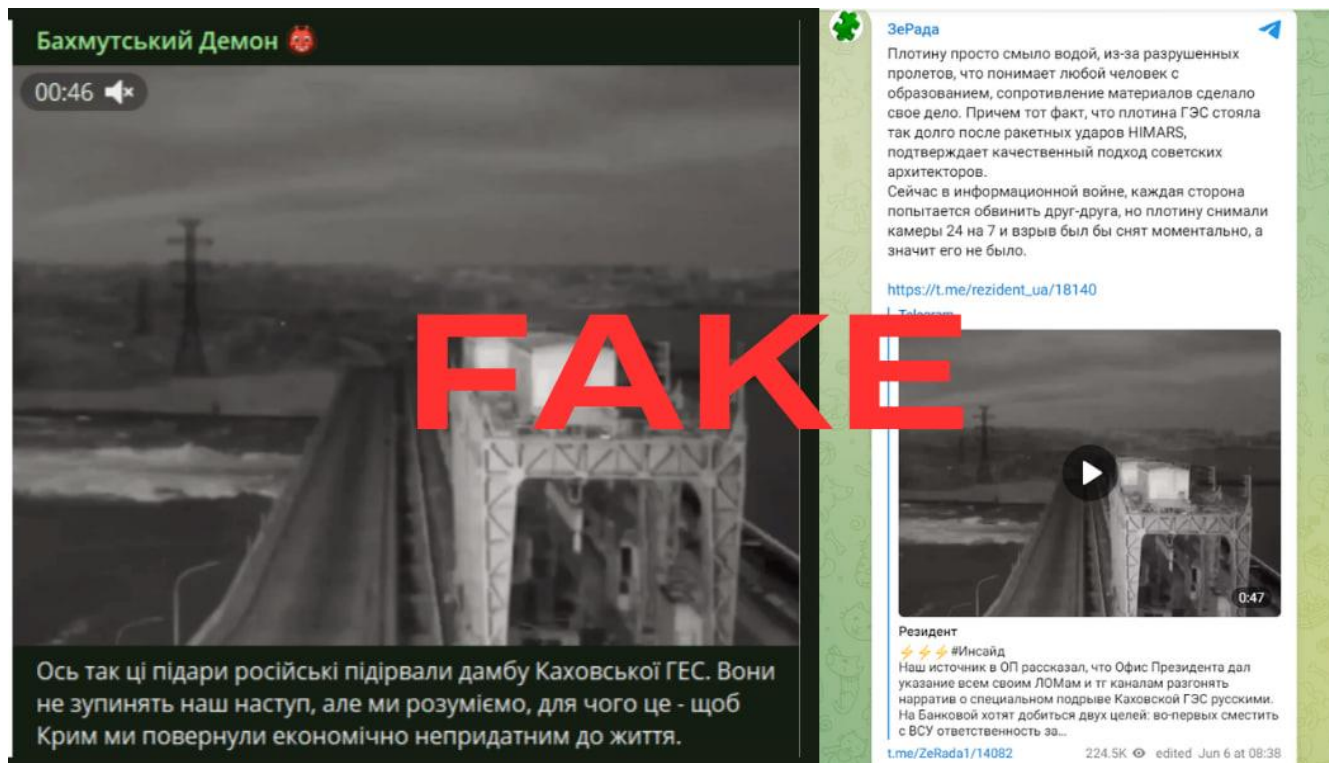 Бахмутський Демон 👹
00:46
Ось так ці підари російські підірвали дамбу Каховської ГЕС. Вони
не зупинять наш наступ, але ми розуміємо, для чого це - щоб
Крим ми повернули економічно непридатним до життя.
FAKE
ЗеРада
Плотину просто смыло водой, из-за разрушенных
пролетов, что понимает любой человек с
образованием, сопротивление материалов сделало
свое дело. Причем тот факт, что плотина ГЭС стояла
так долго после ракетных ударов HIMARS,
подтверждает качественный подход советских
архитекторов.
Сейчас в информационной войне, каждая сторона
попытается обвинить друг-друга, но плотину снимали
камеры 24 на 7 и взрыв был бы снят моментально, а
значит его не было.
https://t.me/rezident_ua/18140
Telegram
0:47
Резидент
⚡⚡⚡#Инсайд
Наш источник в ОП рассказал, что Офис Президента дал
указание всем своим ЛОМам и тг каналам разгонять
нарратив о специальном подрыве Каховской ГЭС русскими.
На Банковой хотят добиться двух целей: во-первых сместить
с ВСУ ответственность за...
t.me/ZeRada1/14082 224.5K edited Jun 6 at 08:38